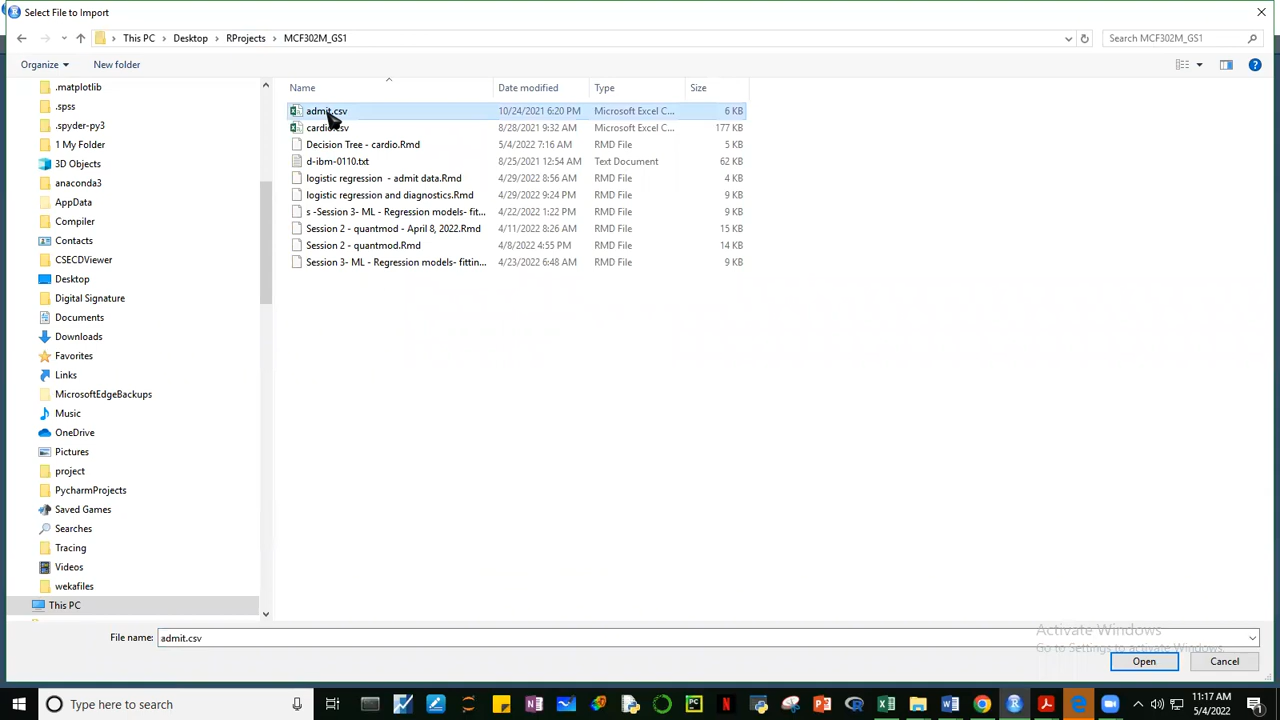 Select File to Import
This PC > Desktop > RProjects > MCF302M_GS1
Search MCF302M_GS1
Organize
New folder
Name
Date modified
Type
Size
.matplotlib
.spss
.spyder-py3
1 My Folder
3D Objects
anaconda3
AppData
Compiler
Contacts
CSECDViewer
Desktop
Digital Signature
Documents
Downloads
Favorites
Links
MicrosoftEdgeBackups
Music
OneDrive
Pictures
project
PycharmProjects
Saved Games
Searches
Tracing
Videos
wekafiles
This PC
admit.csv 10/24/2021 6:20 PM Microsoft Excel C... 6 KB
cardio.csv 8/28/2021 9:32 AM Microsoft Excel C... 177 KB
Decision Tree - cardio.Rmd 5/4/2022 7:16 AM RMD File 5 KB
d-ibm-0110.txt 8/25/2021 12:54 AM Text Document 62 KB
logistic regression - admit data.Rmd 4/29/2022 8:56 AM RMD File 4 KB
logistic regression and diagnostics.Rmd 4/29/2022 9:24 PM RMD File 9 KB
s -Session 3- ML - Regression models- fit... 4/22/2022 1:22 PM RMD File 9 KB
Session 2 - quantmod - April 8, 2022.Rmd 4/11/2022 8:26 AM RMD File 15 KB
Session 2 - quantmod.Rmd 4/8/2022 4:55 PM RMD File 14 KB
Session 3- ML - Regression models- fittin... 4/23/2022 6:48 AM RMD File 9 KB
File name: admit.csv
Activate Windows
Go to Settings to activate Windows.
Open
Cancel
Type here to search
11:17 AM
5/4/2022